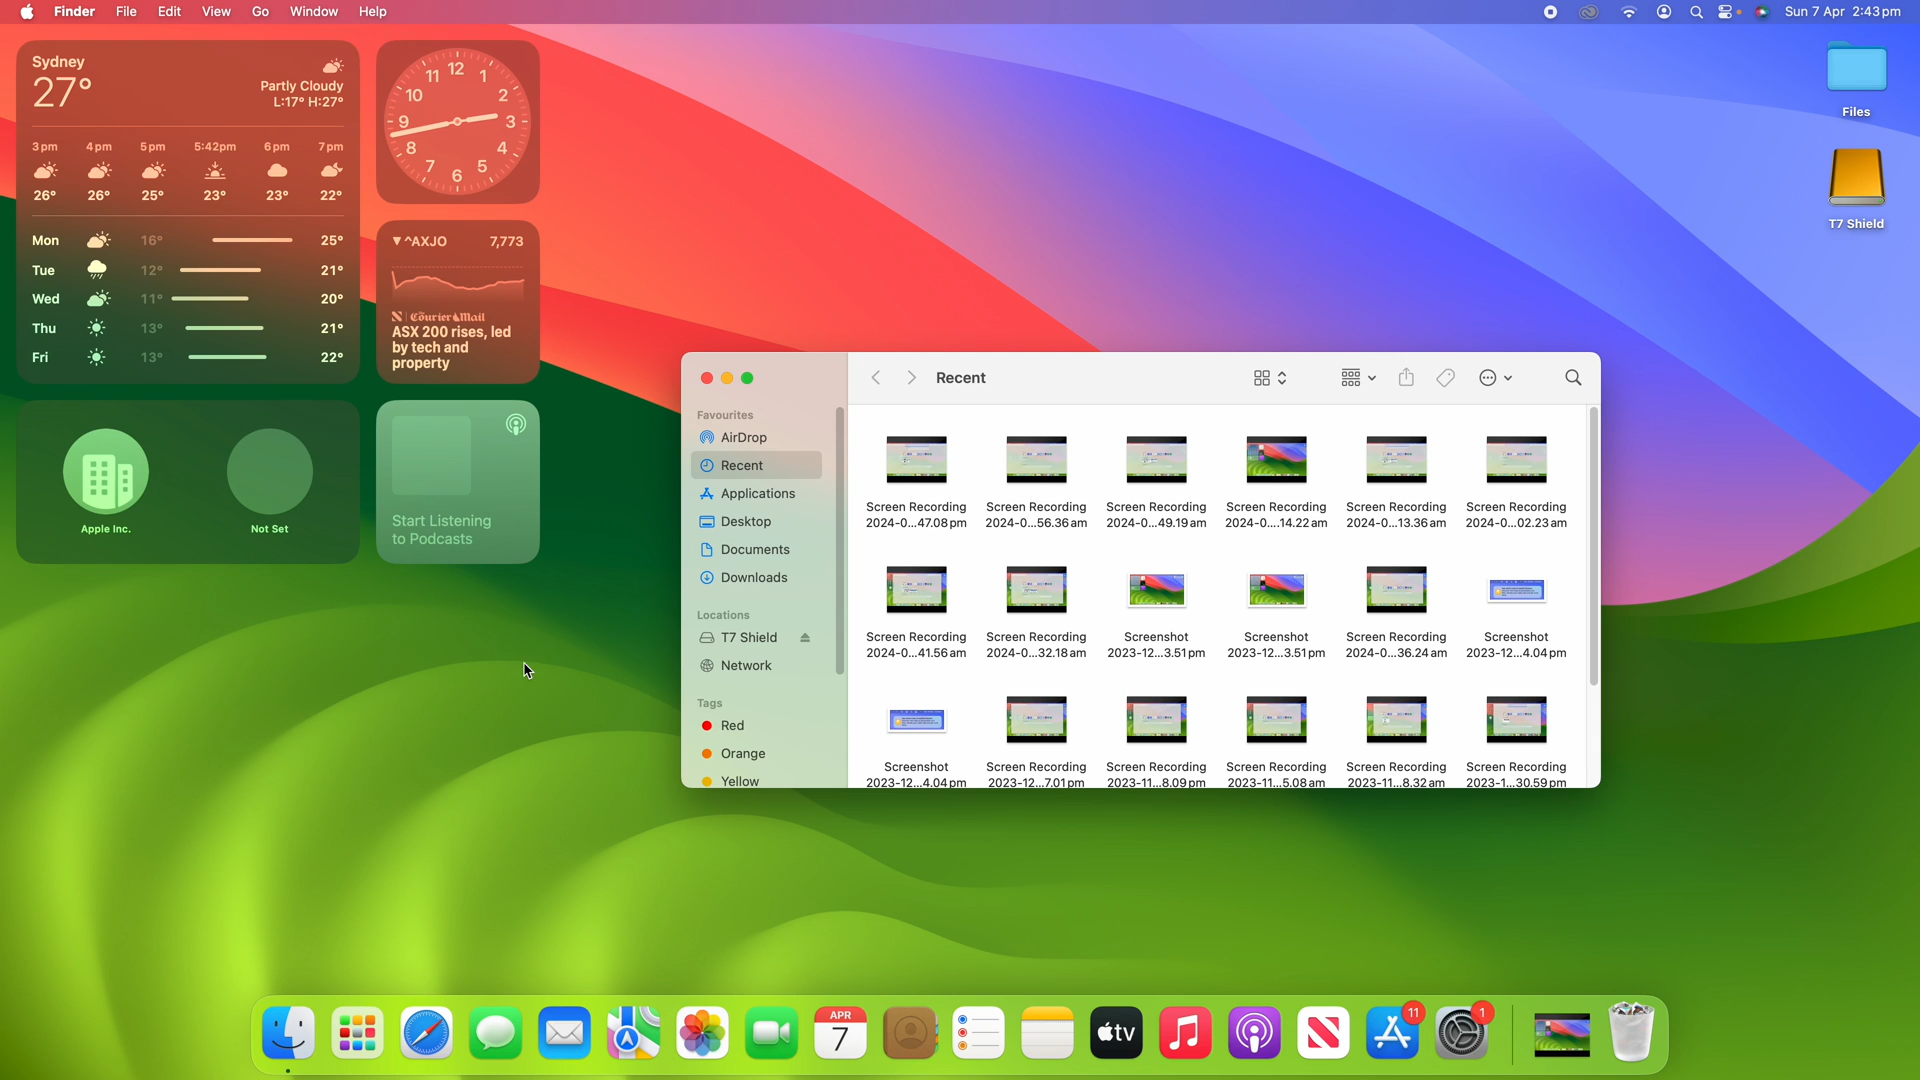 Finder File Edit View Go Window Help
Sun 7 Apr 2:43 pm
Sydney
27°
Partly Cloudy
L:17° H:27°
3 pm 4 pm 5 pm 5:42pm 6 pm 7 pm
26° 26° 25° 23° 23° 22°
Mon 16° 25°
Tue 12° 21°
Wed 11° 20°
Thu 13° 21°
Fri 13° 22°
12
1
2
3
4
5
6
7
8
9
10
11
▼ ^AXJO 7,773
N | Courier Mail
ASX 200 rises, led
by tech and
property
Apple Inc.
Not Set
Start Listening
to Podcasts
Files
T7 Shield
Recent
Favourites
AirDrop
Recent
Applications
Desktop
Documents
Downloads
Locations
T7 Shield
Network
Tags
Red
Orange
Yellow
Screen Recording
2024-0...47.08 pm
Screen Recording
2024-0...56.36 am
Screen Recording
2024-0...49.19 am
Screen Recording
2024-0....14.22 am
Screen Recording
2024-0...13.36 am
Screen Recording
2024-0...02.23 am
Screen Recording
2024-0...41.56 am
Screen Recording
2024-0...32.18 am
Screenshot
2023-12...3.51 pm
Screenshot
2023-12...3.51 pm
Screen Recording
2024-0...36.24 am
Screenshot
2023-12...4.04 pm
Screenshot
2023-12...4.04 pm
Screen Recording
2023-12...7.01 pm
Screen Recording
2023-11...8.09 pm
Screen Recording
2023-11...5.08 am
Screen Recording
2023-11...8.32 am
Screen Recording
2023-1...30.59 pm
APR
7
tv
11
1